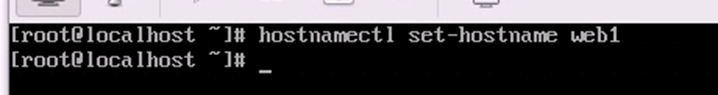 [root@localhost ~]# hostnamectl set-hostname web1
[root@localhost ~]# _